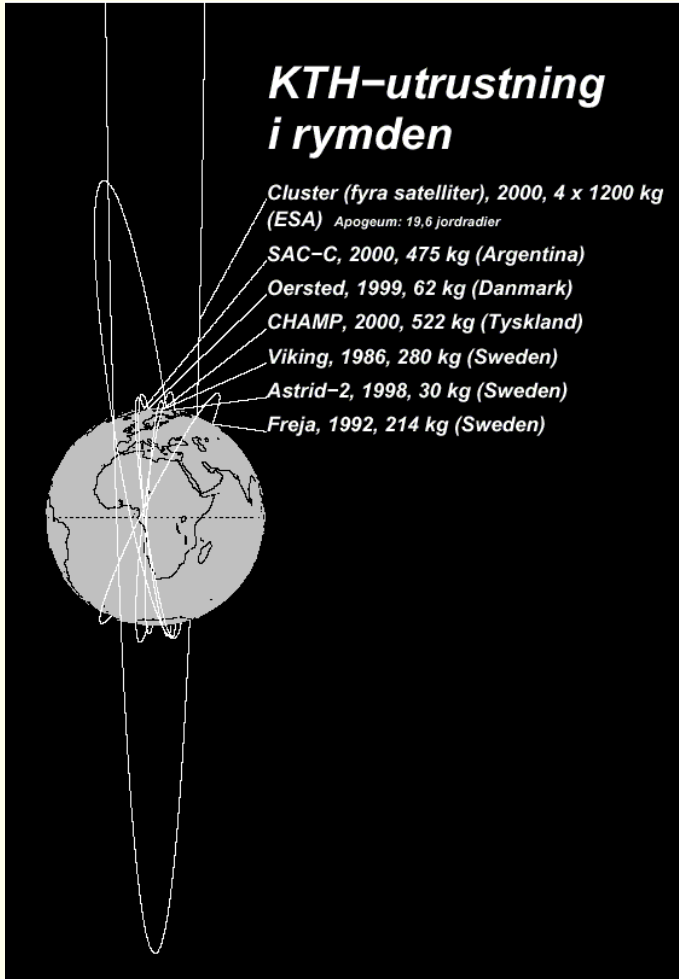 KTH−utrustning
i rymden
Cluster (fyra satelliter), 2000, 4 x 1200 kg
(ESA) Apogeum: 19,6 jordradier
SAC−C, 2000, 475 kg (Argentina)
Oersted, 1999, 62 kg (Danmark)
CHAMP, 2000, 522 kg (Tyskland)
Viking, 1986, 280 kg (Sweden)
Astrid−2, 1998, 30 kg (Sweden)
Freja, 1992, 214 kg (Sweden)